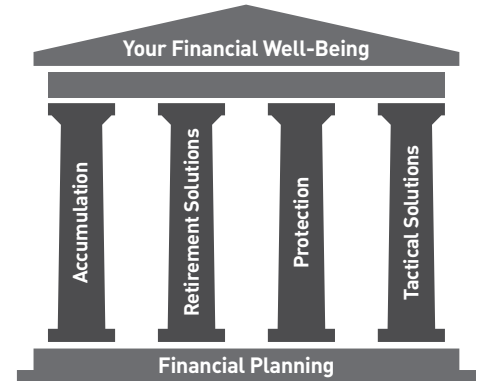 Your Financial Well-Being
Accumulation
Retirement Solutions
Protection
Tactical Solutions
Financial Planning